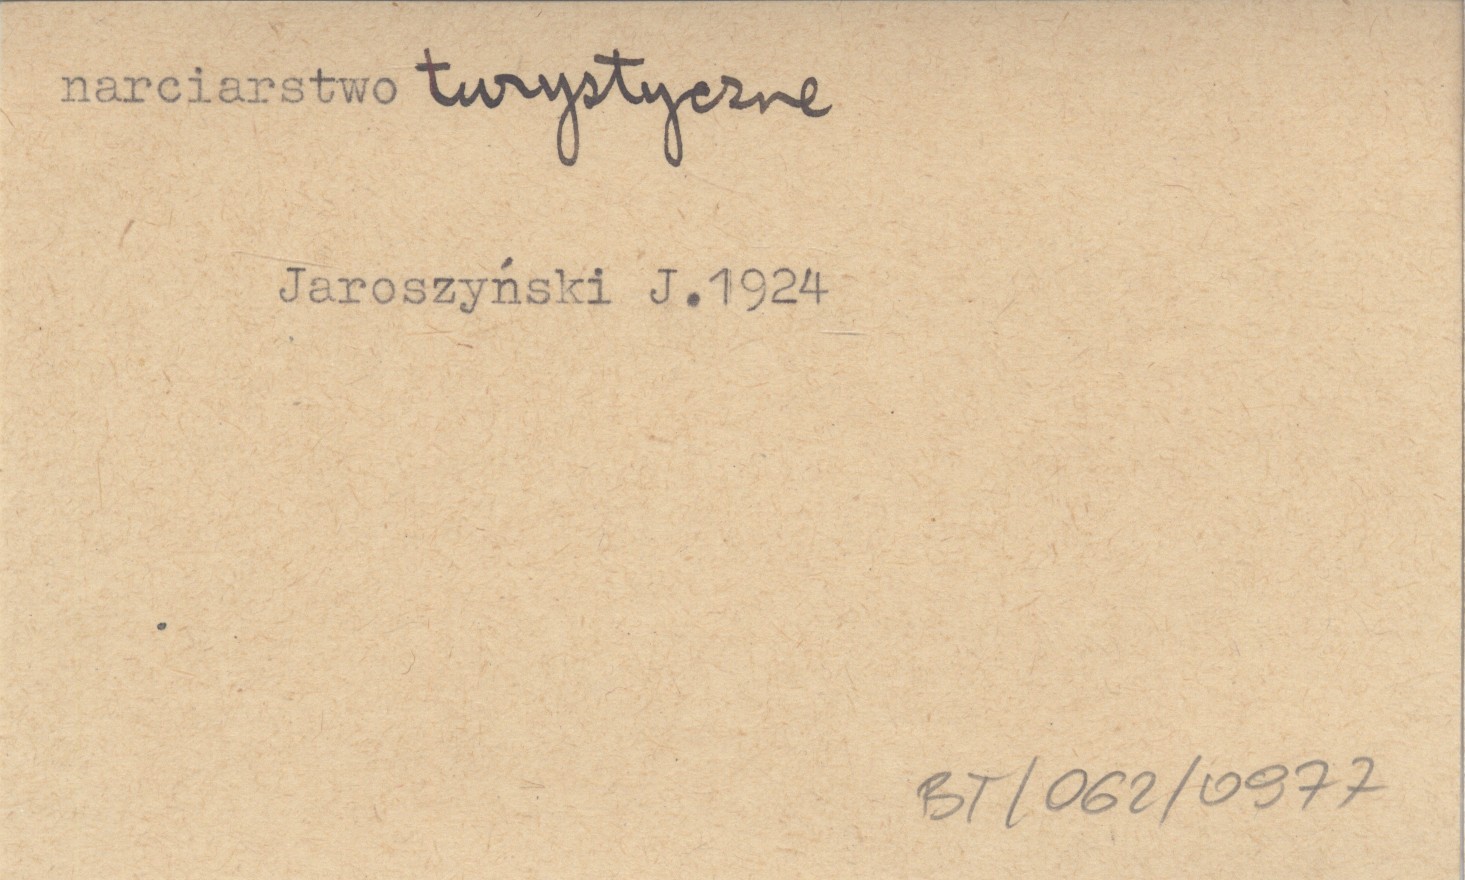 narciarstwo turystyczne
Jaroszyński J.1924
BT/062/0977